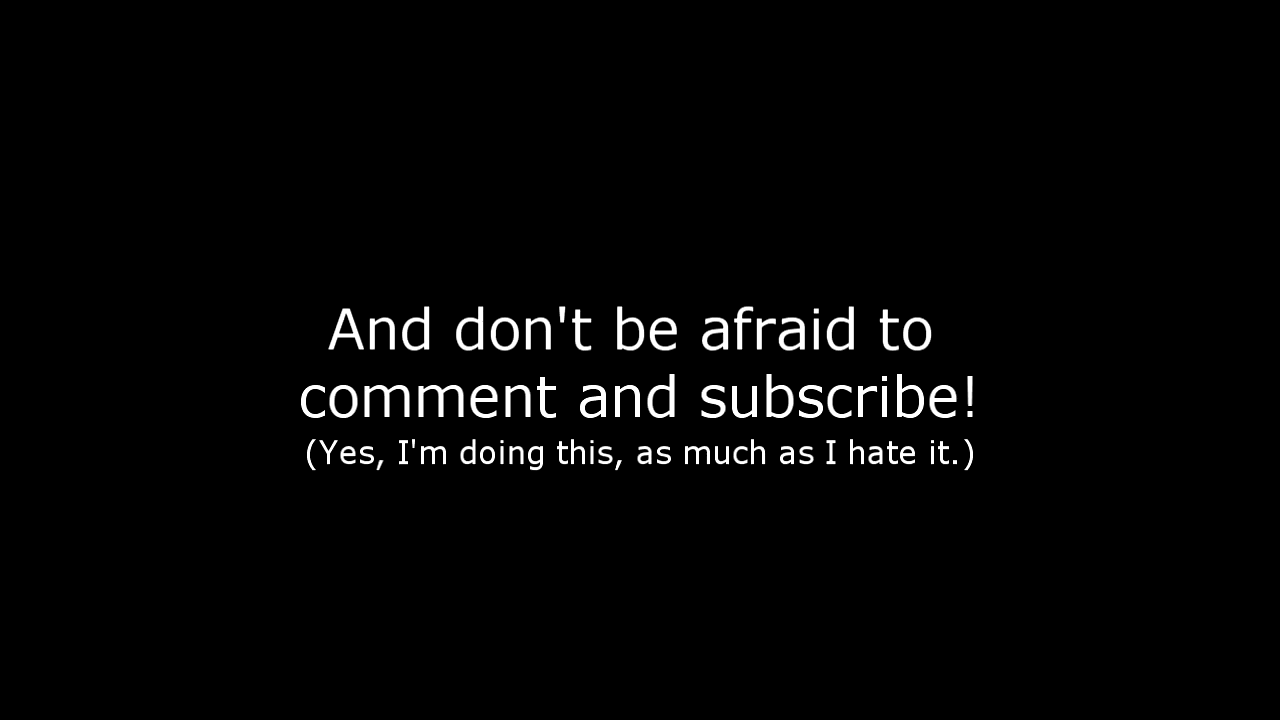 And don't be afraid to
comment and subscribe!
(Yes, I'm doing this, as much as I hate it.)